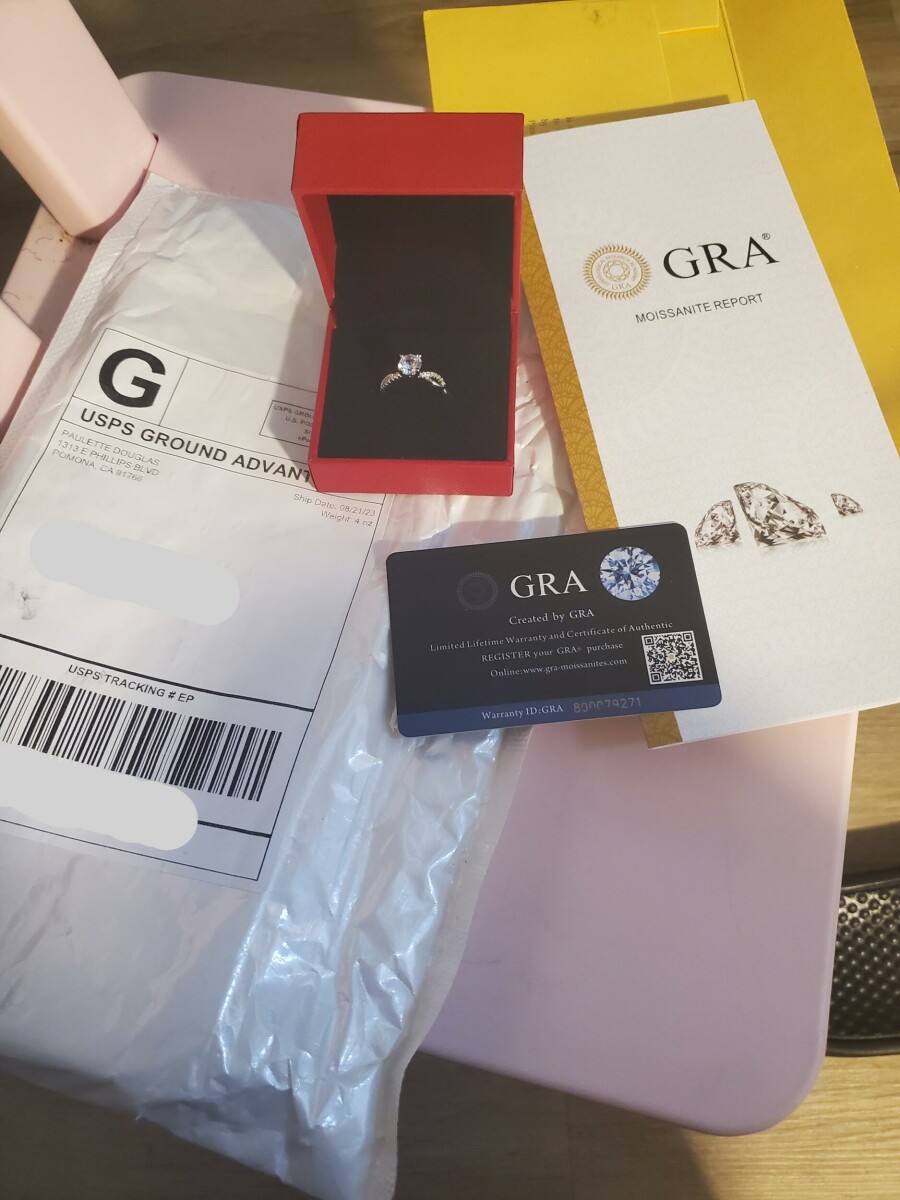 G
USPS GROUND ADVANT
PAULETTE DOUGLAS
1313 E PHILLIPS BLVD
POMONA, CA 91766
Ship Date: 08/21/23
Weight: 4 oz
USPS TRACKING # EP
GRA®
MOISSANITE REPORT
GRA
GRA
Created by GRA
Limited Lifetime Warranty and Certificate of Authentic
REGISTER your GRA® purchase
Online:www.gra-moissanites.com
Warranty ID:GRA